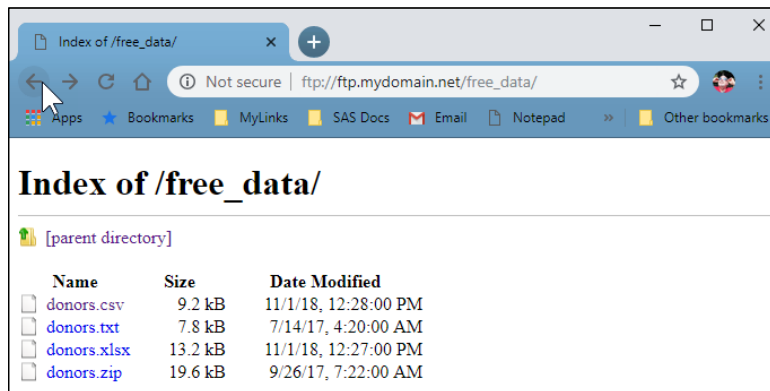 Index of /free_data/
Not secure | ftp://ftp.mydomain.net/free_data/
Apps Bookmarks MyLinks SAS Docs Email Notepad » Other bookmarks
Index of /free_data/
[parent directory]
Name Size Date Modified
donors.csv 9.2 kB 11/1/18, 12:28:00 PM
donors.txt 7.8 kB 7/14/17, 4:20:00 AM
donors.xlsx 13.2 kB 11/1/18, 12:27:00 PM
donors.zip 19.6 kB 9/26/17, 7:22:00 AM